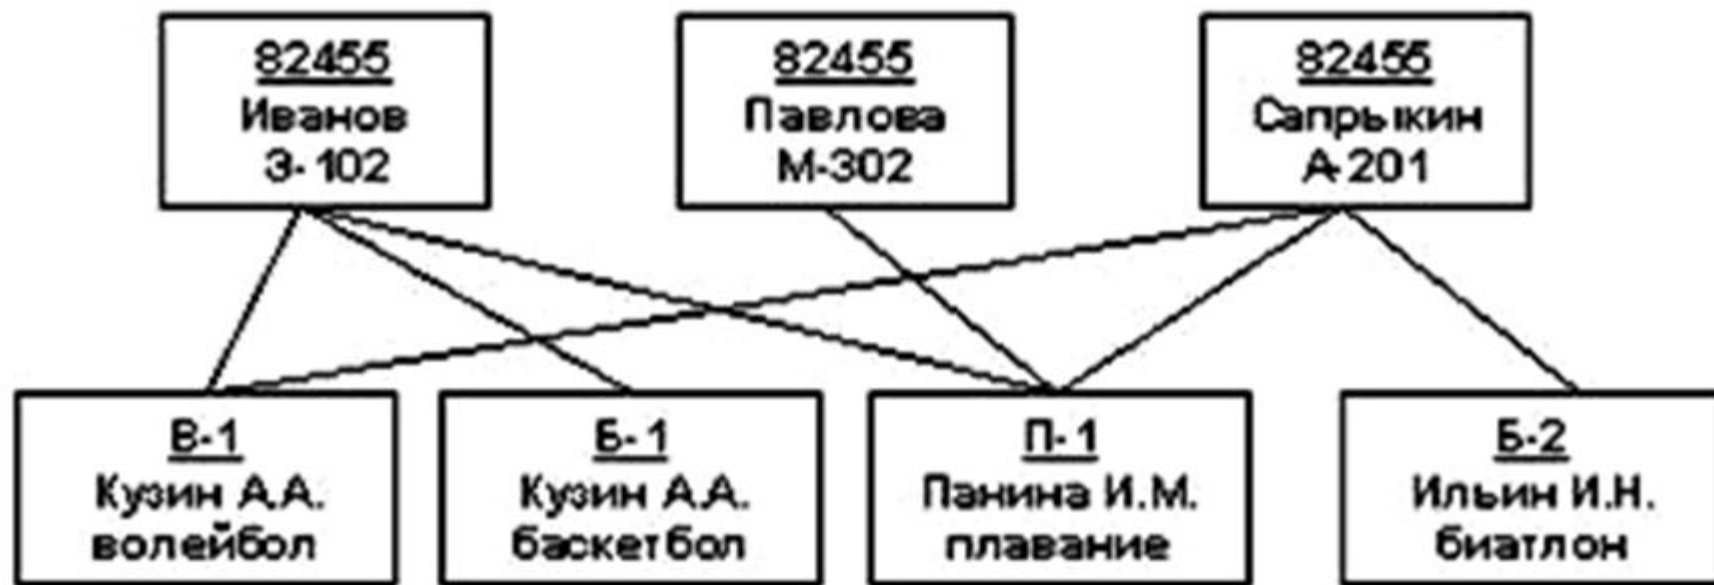 82455
Иванов
З-102
82455
Павлова
М-302
82455
Сапрыкин
А-201
В-1
Кузин А.А.
волейбол
Б-1
Кузин А.А.
баскетбол
П-1
Панина И.М.
плавание
Б-2
Ильин И.Н.
биатлон